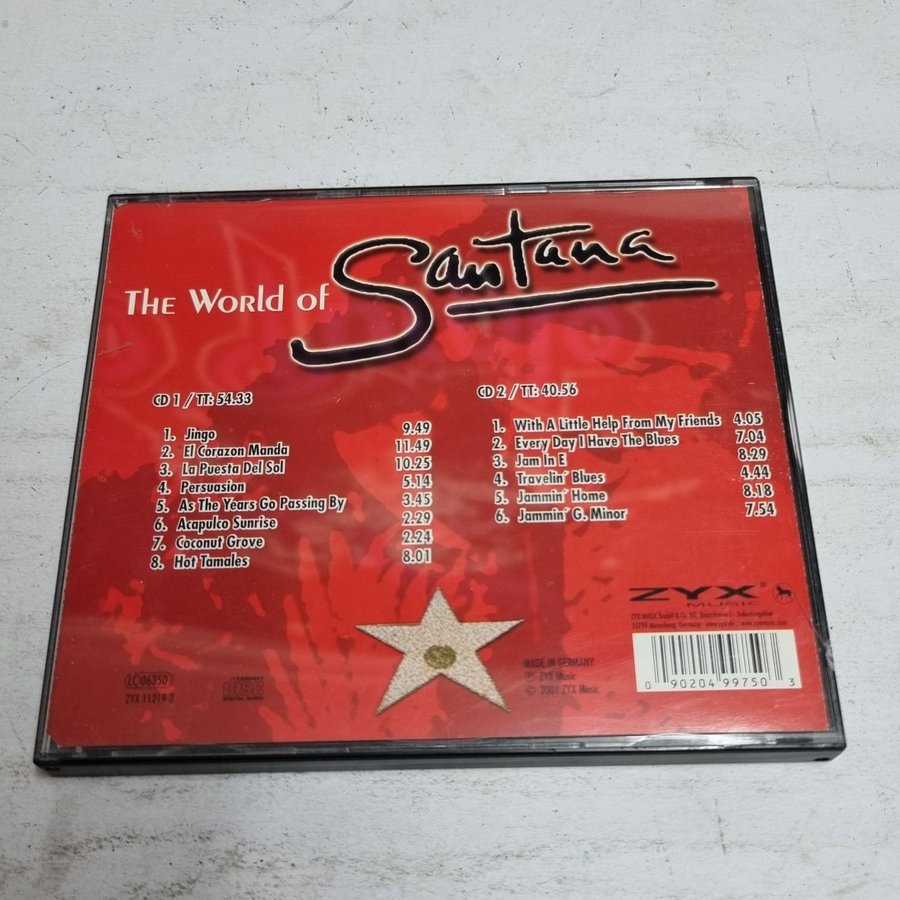 The World of Santana
CD 1 / TT: 54.33
1. Jingo 9.49
2. El Corazon Manda 11.49
3. La Puesta Del Sol 10.25
4. Persuasion 5.14
5. As The Years Go Passing By 3.45
6. Acapulco Sunrise 2.29
7. Coconut Grove 2.24
8. Hot Tamales 8.01
CD 2 / TT: 40.56
1. With A Little Help From My Friends 4.05
2. Every Day I Have The Blues 7.04
3. Jam In E 8.29
4. Travelin' Blues 4.44
5. Jammin' Home 8.18
6. Jammin' G. Minor 7.54
ZYX®
MUSIC
LC 06350
ZYX 11219-2
COMPACT
disc
DIGITAL AUDIO
MADE IN GERMANY
℗ ZYX Music
© 2001 ZYX Music
0 90204 99750 3